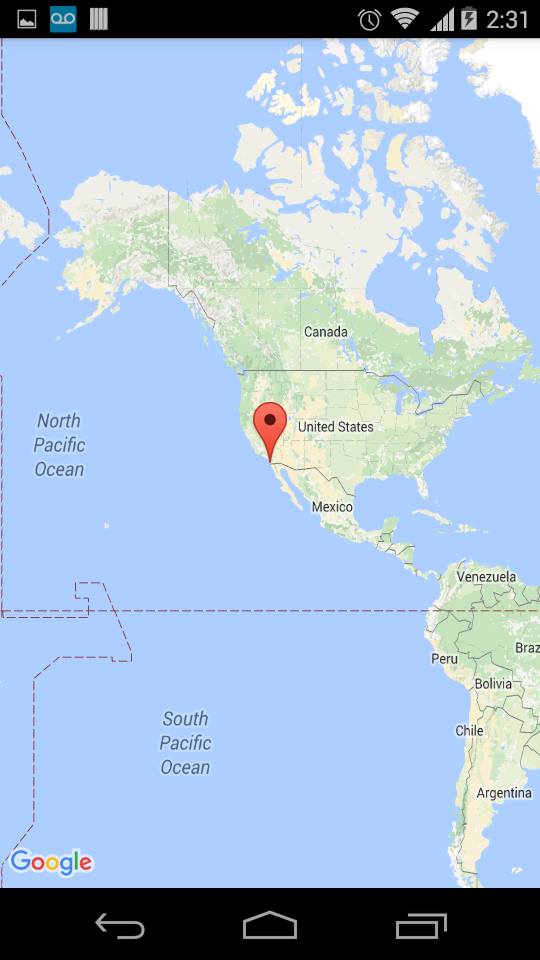 2:31
Canada
North
Pacific
Ocean
United States
Mexico
Venezuela
Braz
Peru
Bolivia
South
Pacific
Ocean
Chile
Argentina
Google